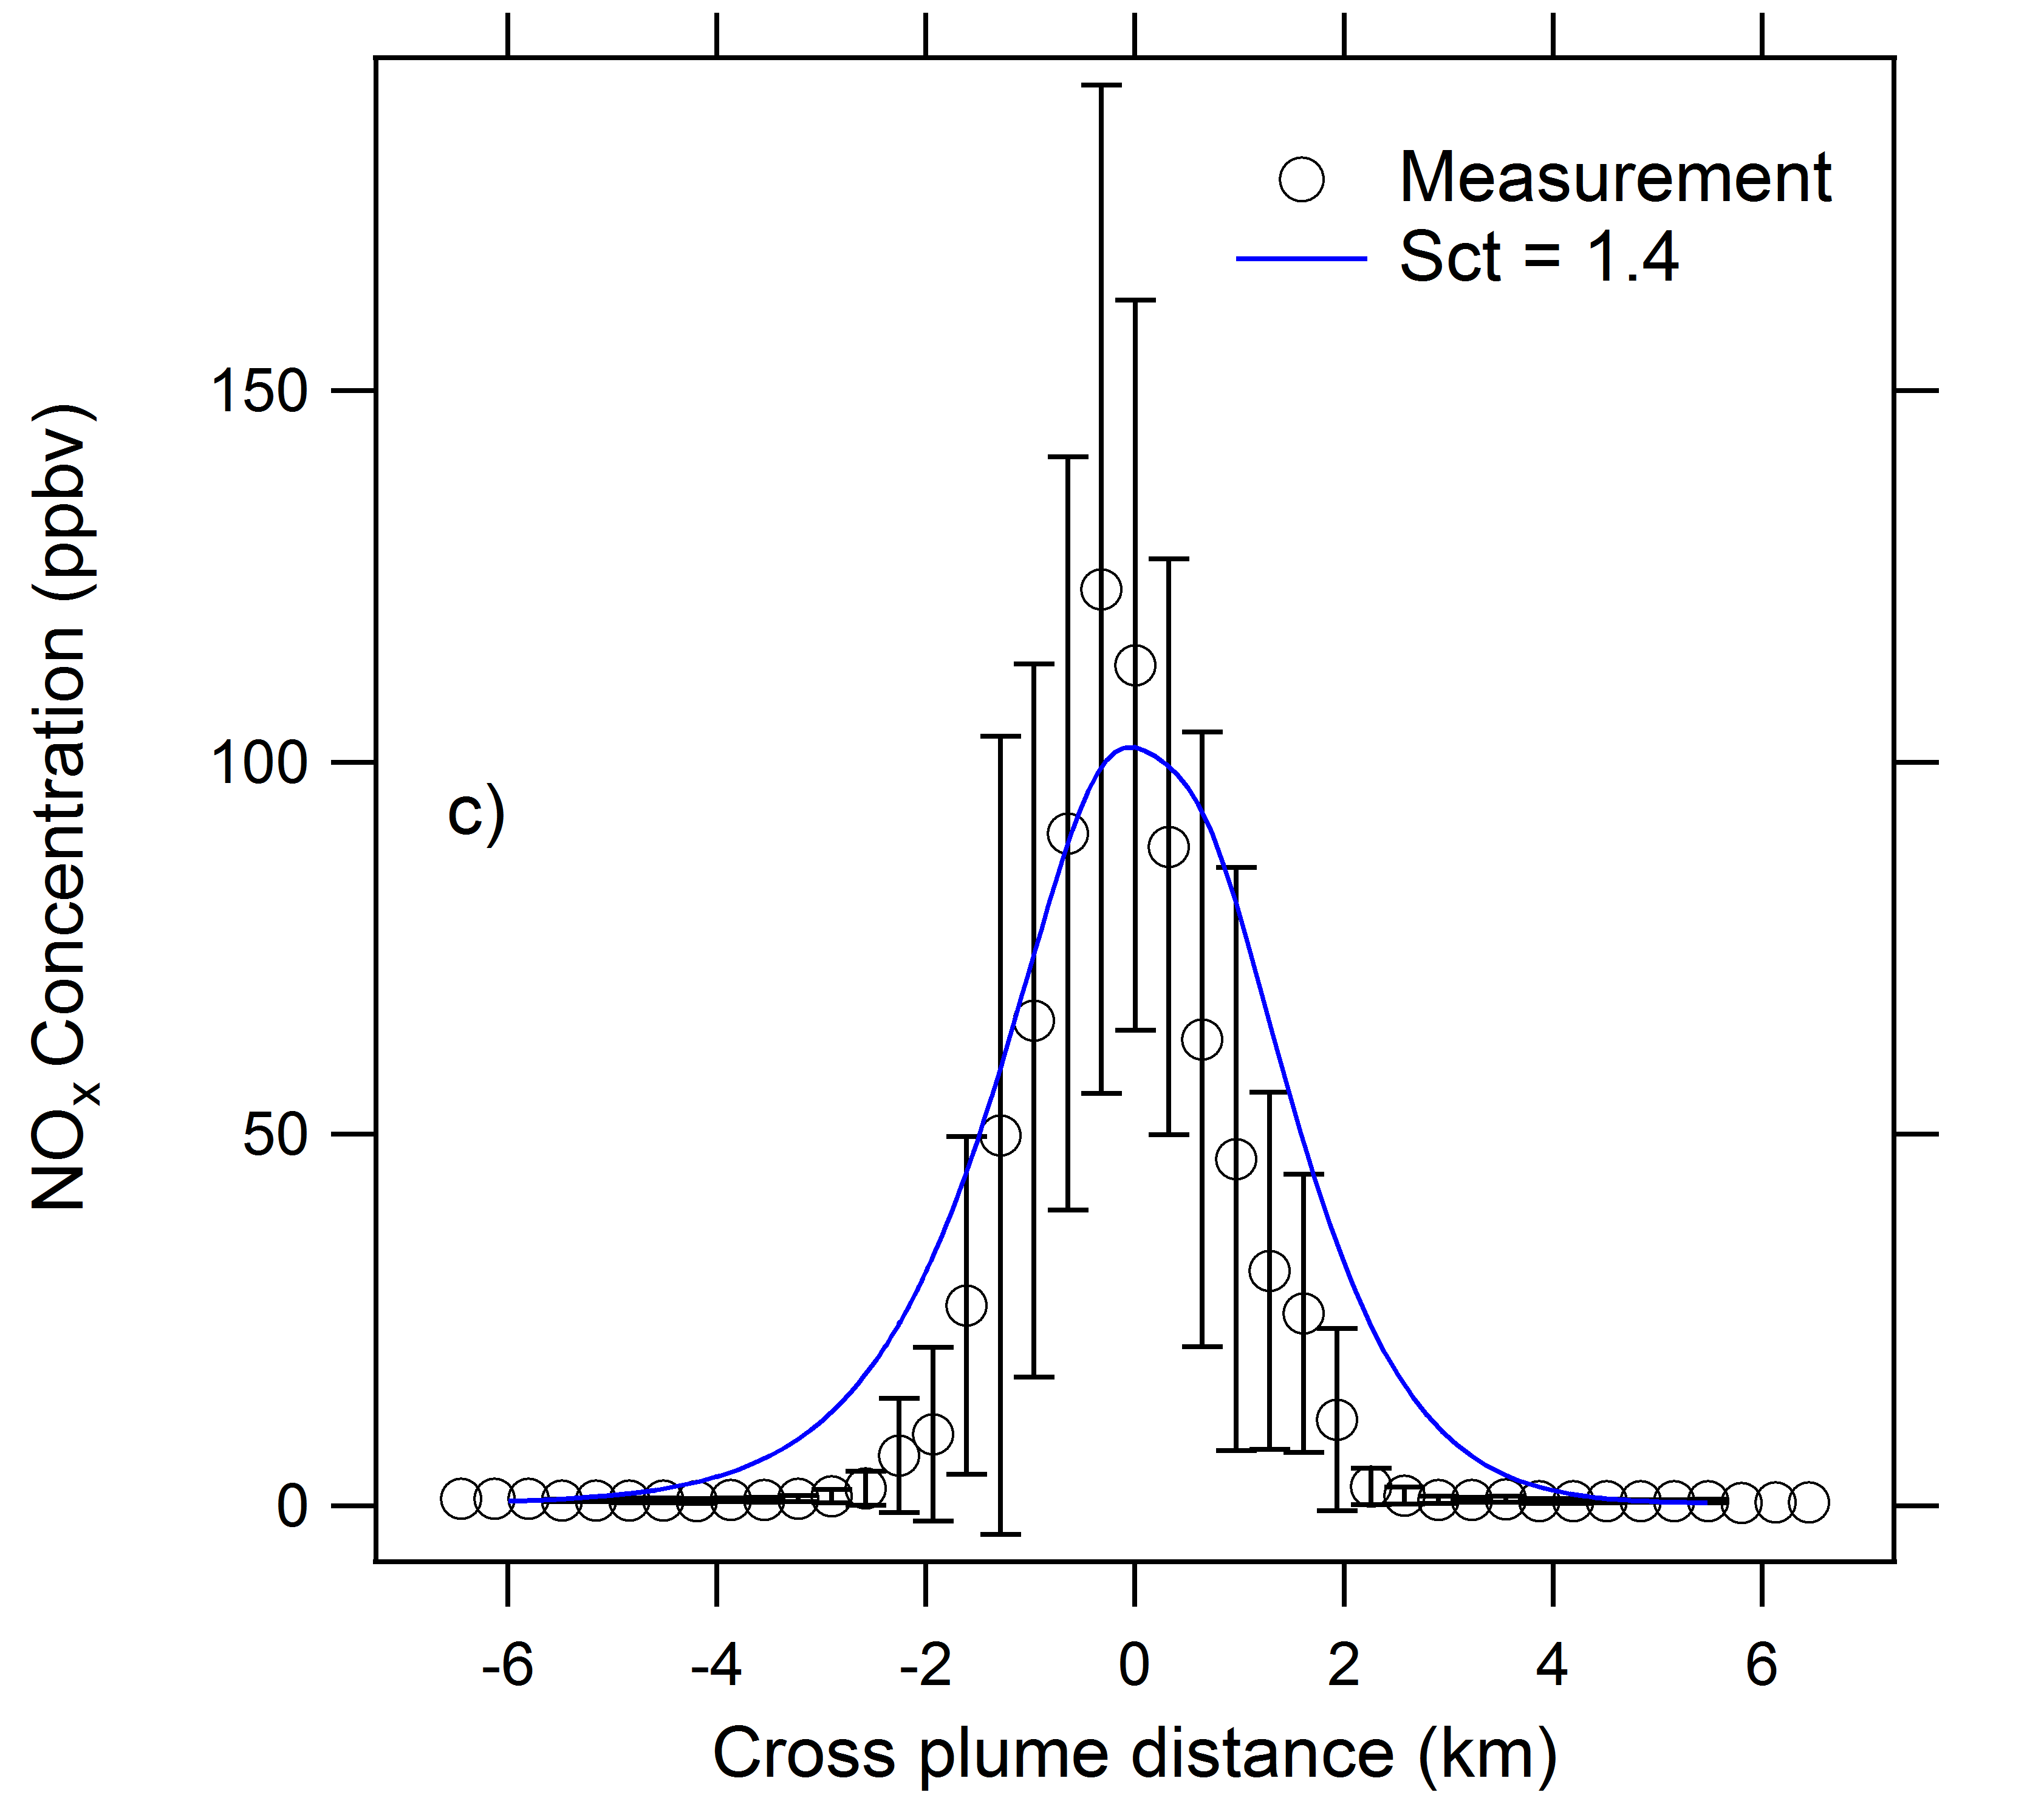 Measurement
Sct = 1.4
150
100
50
0
c)
NOx Concentration (ppbv)
-6 -4 -2 0 2 4 6
Cross plume distance (km)